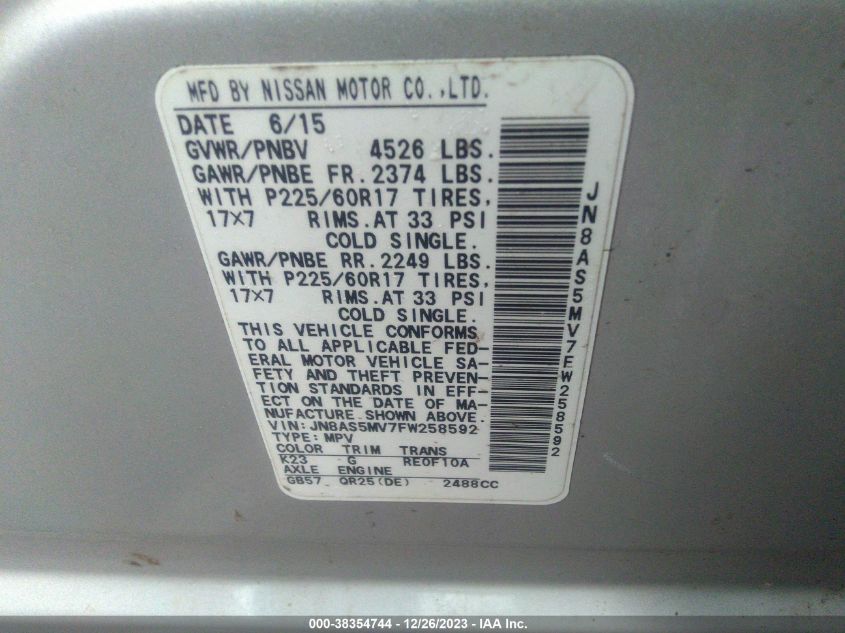 MFD BY NISSAN MOTOR CO.,LTD.
DATE 6/15
GVWR/PNBV 4526 LBS.
GAWR/PNBE FR.2374 LBS.
WITH P225/60R17 TIRES,
17x7 RIMS.AT 33 PSI
COLD SINGLE.
GAWR/PNBE RR.2249 LBS.
WITH P225/60R17 TIRES,
17x7 RIMS.AT 33 PSI
COLD SINGLE.
THIS VEHICLE CONFORMS
TO ALL APPLICABLE FED-
ERAL MOTOR VEHICLE SA-
FETY AND THEFT PREVEN-
TION STANDARDS IN EFF-
ECT ON THE DATE OF MA-
NUFACTURE SHOWN ABOVE.
VIN: JN8AS5MV7FW258592
TYPE: MPV
COLOR TRIM TRANS
K23 G RE0F10A
AXLE ENGINE
GB57 QR25(DE) 2488CC
JN8AS5MV7FW258592
000-38354744 - 12/26/2023 - IAA Inc.